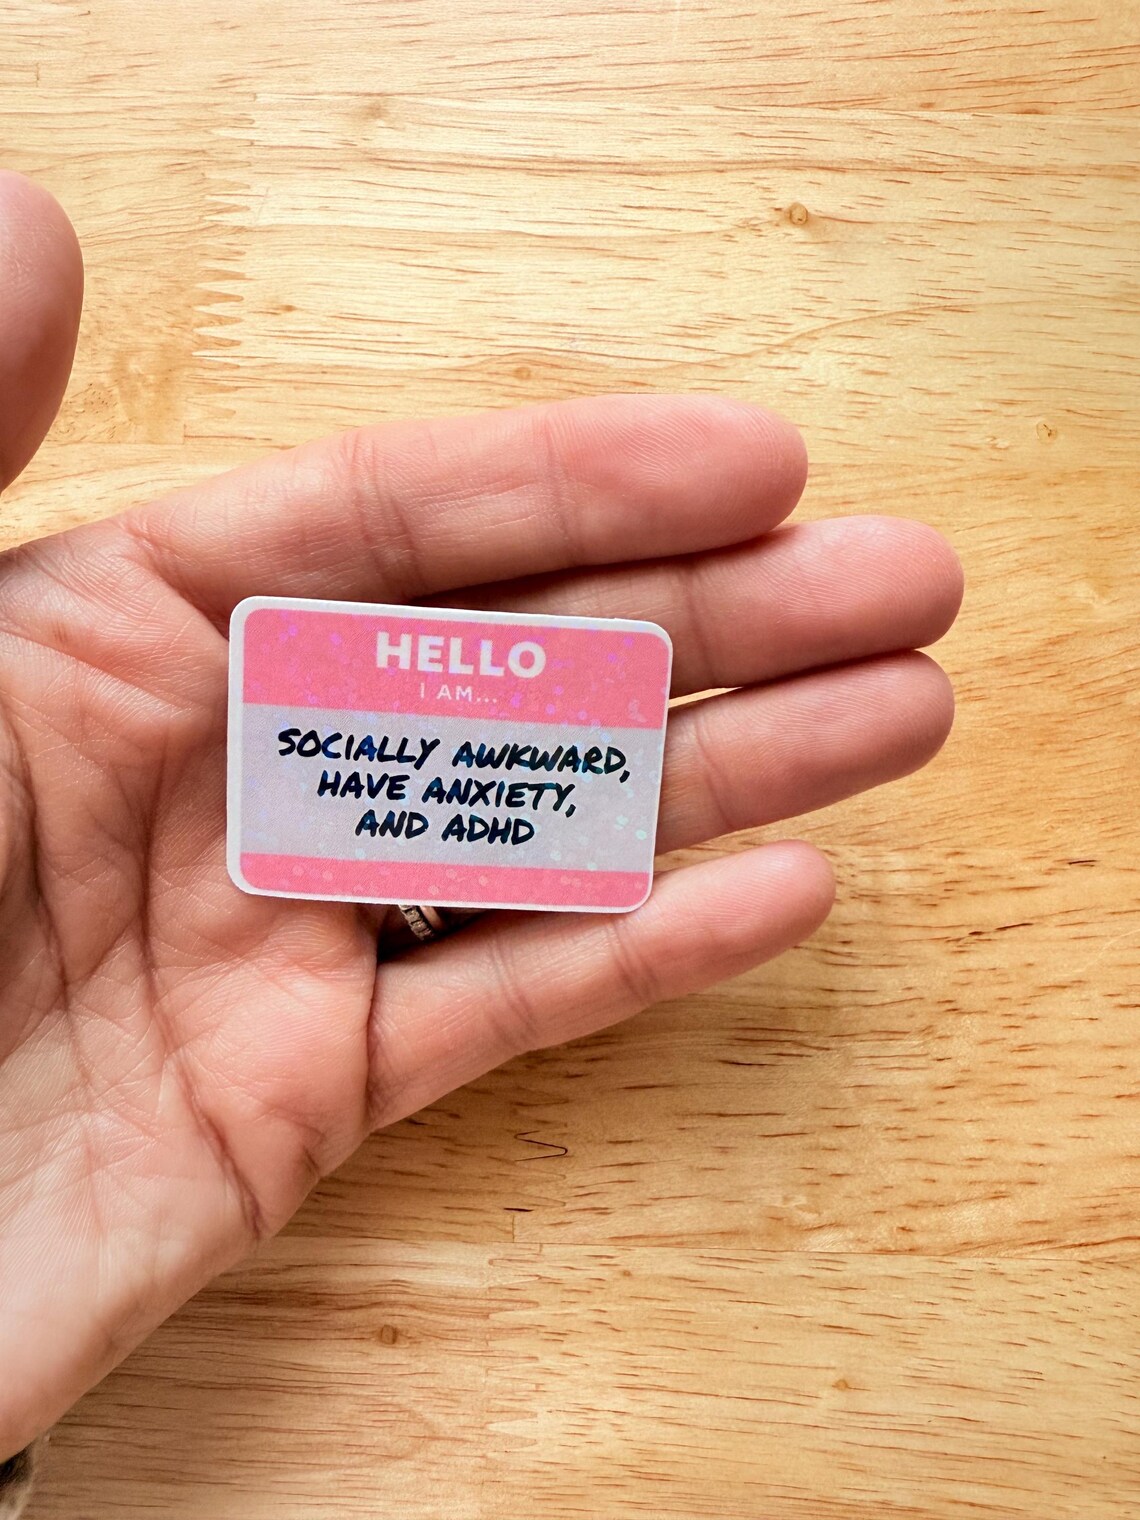 HELLO
I AM...
SOCIALLY AWKWARD,
HAVE ANXIETY,
AND ADHD